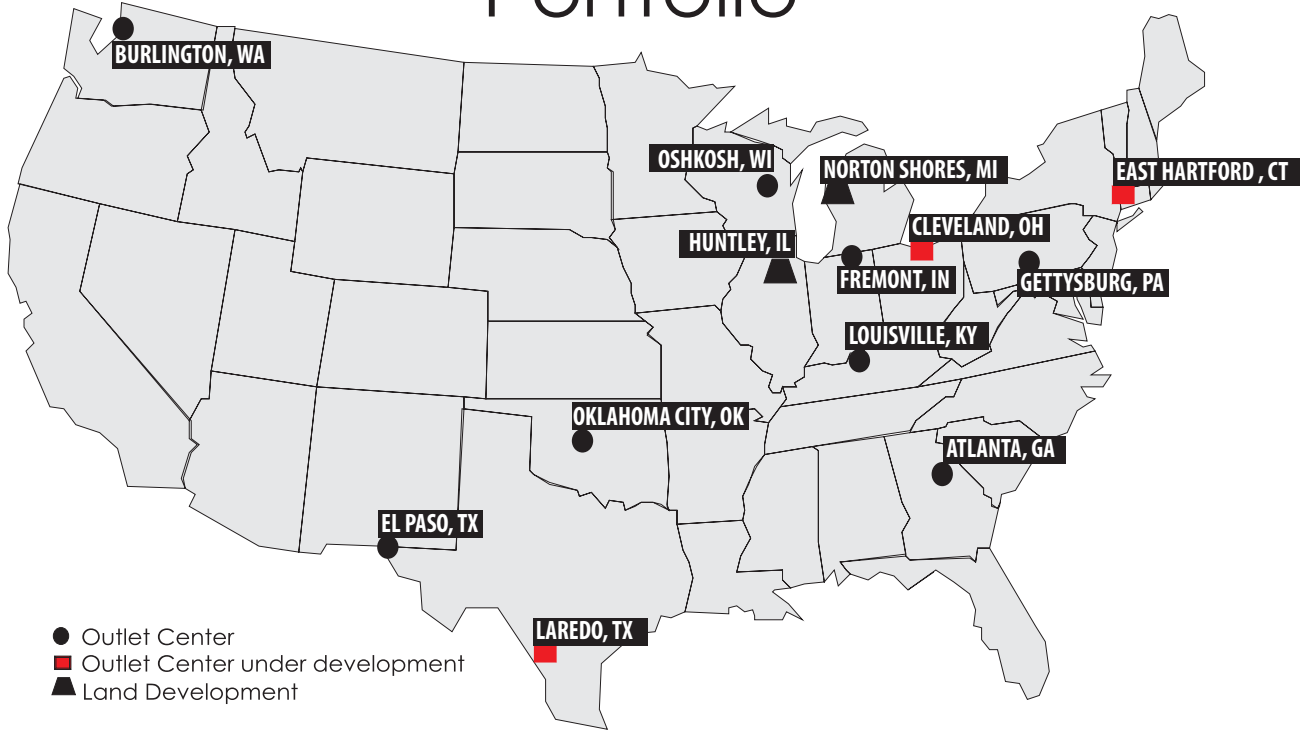 Portfolio
BURLINGTON, WA
OSHKOSH, WI
NORTON SHORES, MI
EAST HARTFORD , CT
CLEVELAND, OH
HUNTLEY, IL
FREMONT, IN
GETTYSBURG, PA
LOUISVILLE, KY
OKLAHOMA CITY, OK
ATLANTA, GA
EL PASO, TX
LAREDO, TX
Outlet Center
Outlet Center under development
Land Development